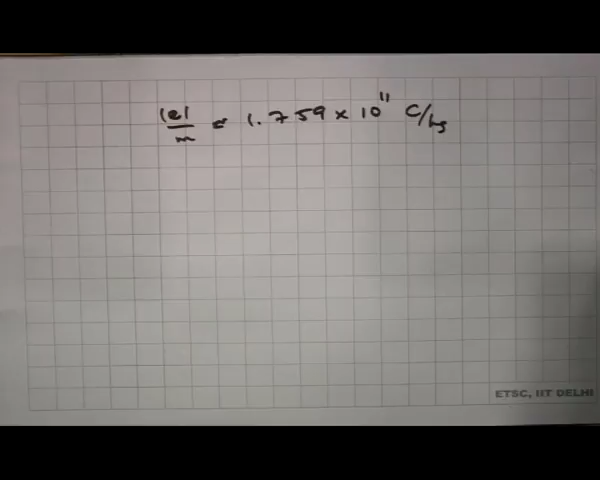 |e|/m = 1.759 × 10¹¹ C/kg
ETSC, IIT DELHI